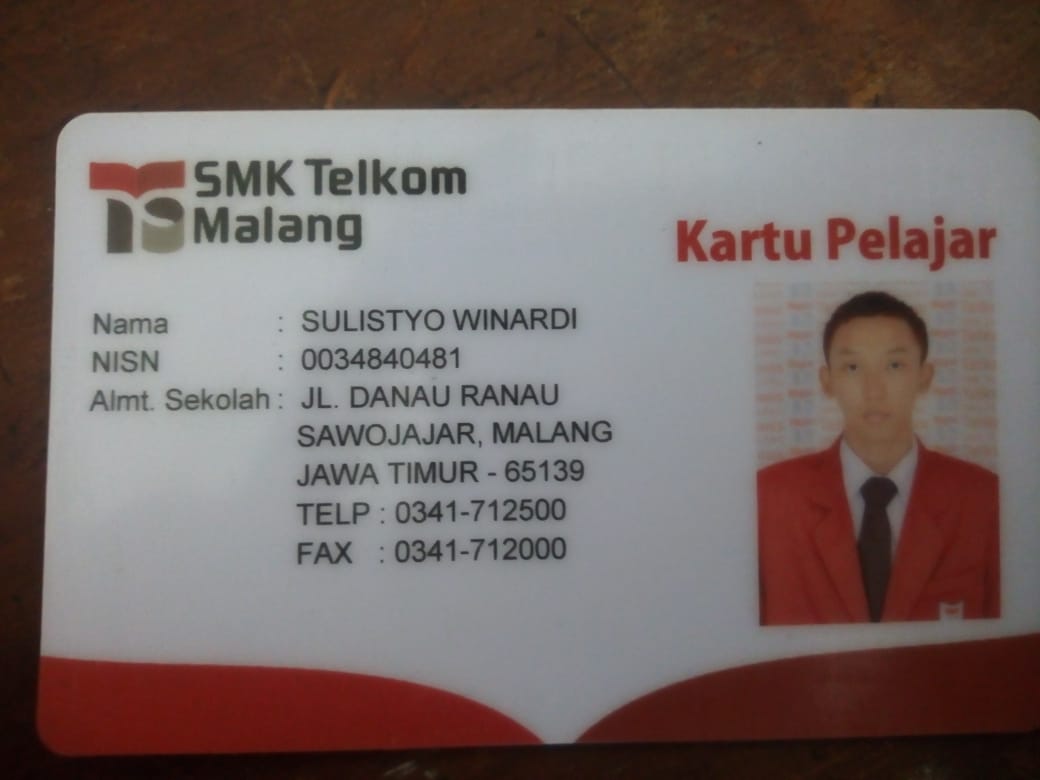 SMK Telkom
Malang
Kartu Pelajar
Nama : SULISTYO WINARDI
NISN : 0034840481
Almt. Sekolah : JL. DANAU RANAU
SAWOJAJAR, MALANG
JAWA TIMUR - 65139
TELP : 0341-712500
FAX : 0341-712000